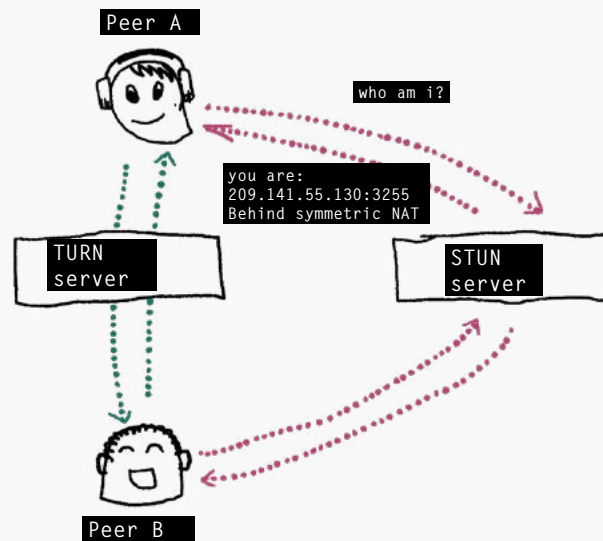 Peer A
who am i?
you are:
209.141.55.130:3255
Behind symmetric NAT
TURN
server
STUN
server
Peer B